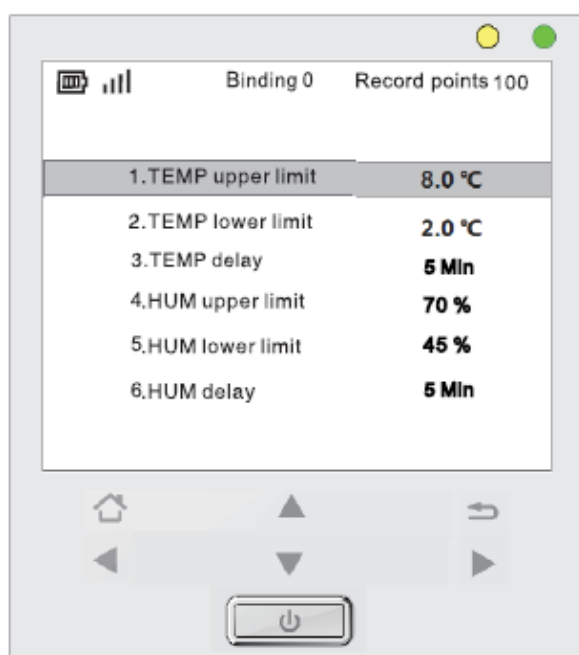 Binding 0 Record points 100
1.TEMP upper limit 8.0 ℃
2.TEMP lower limit 2.0 ℃
3.TEMP delay 5 Min
4.HUM upper limit 70 %
5.HUM lower limit 45 %
6.HUM delay 5 Min